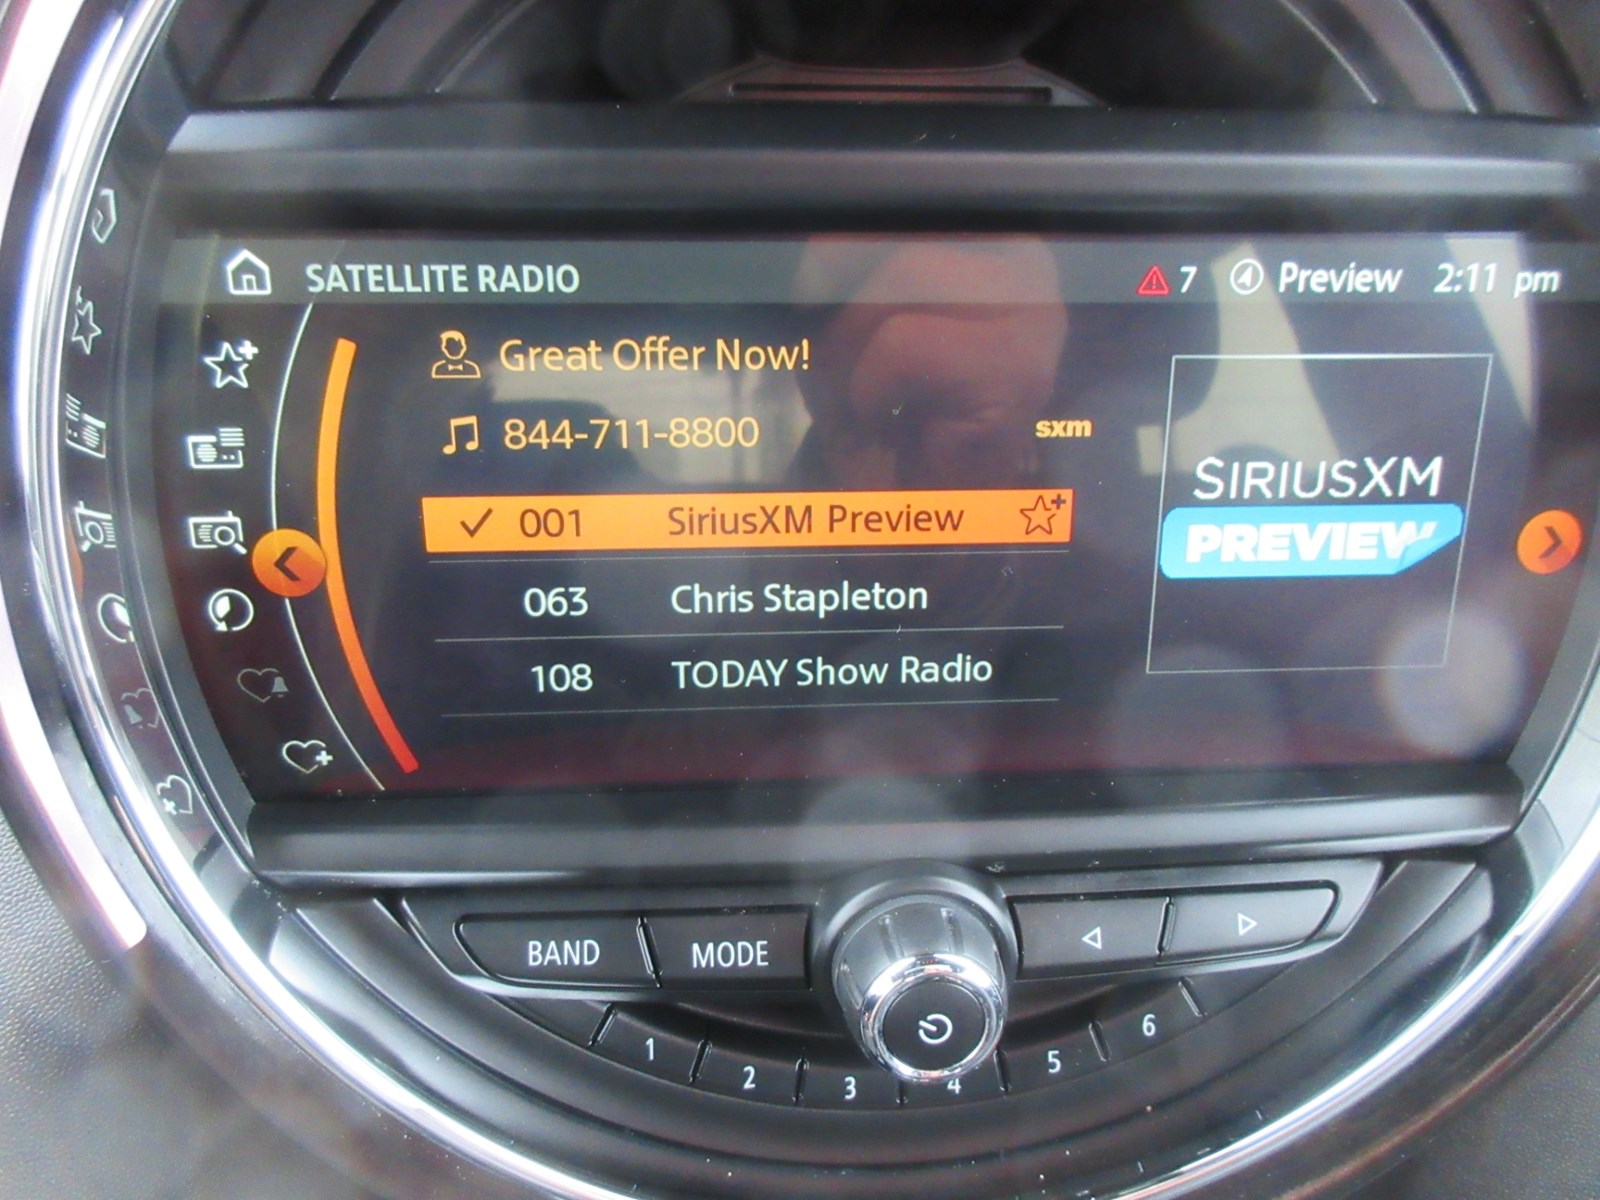 SATELLITE RADIO
7 Preview 2:11 pm
Great Offer Now!
844-711-8800
sxm
001 SiriusXM Preview
063 Chris Stapleton
108 TODAY Show Radio
SIRIUSXM
PREVIEW
BAND
MODE
1
2
3
4
5
6